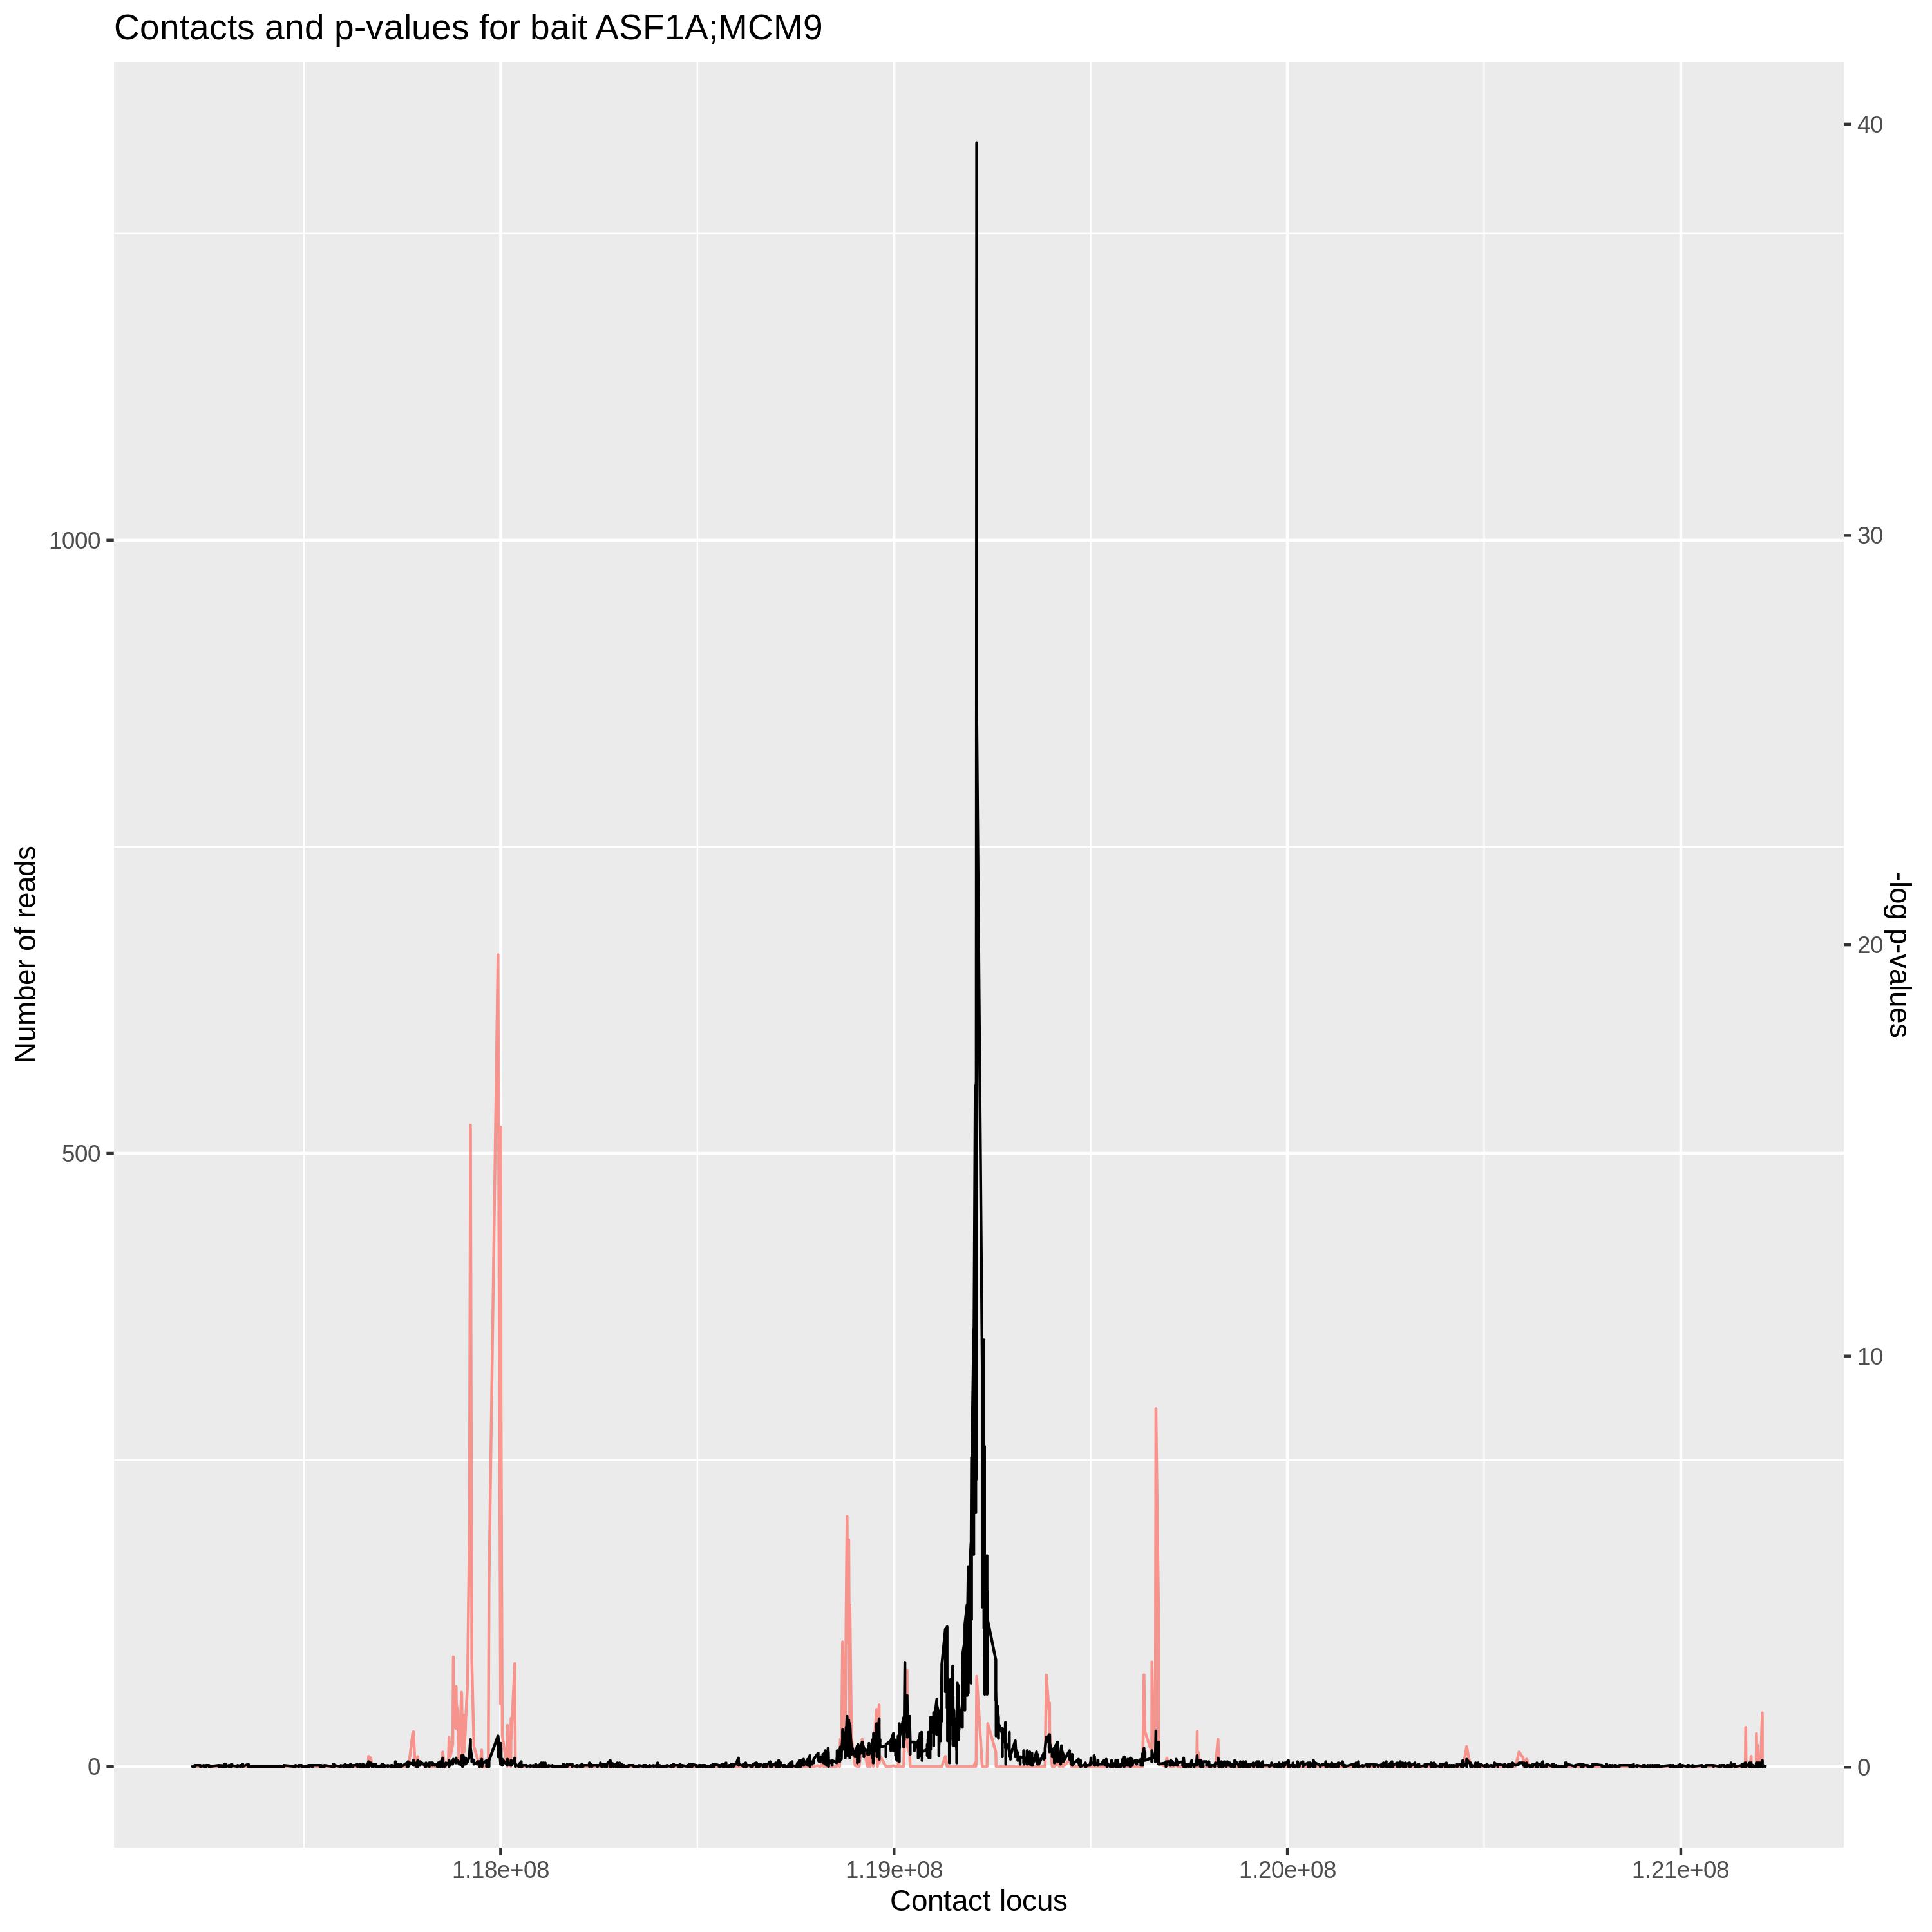 Contacts and p-values for bait ASF1A;MCM9
Number of reads
1000
500
0
40
30
20
10
0
-log p-values
1.18e+08 1.19e+08 1.20e+08 1.21e+08
Contact locus